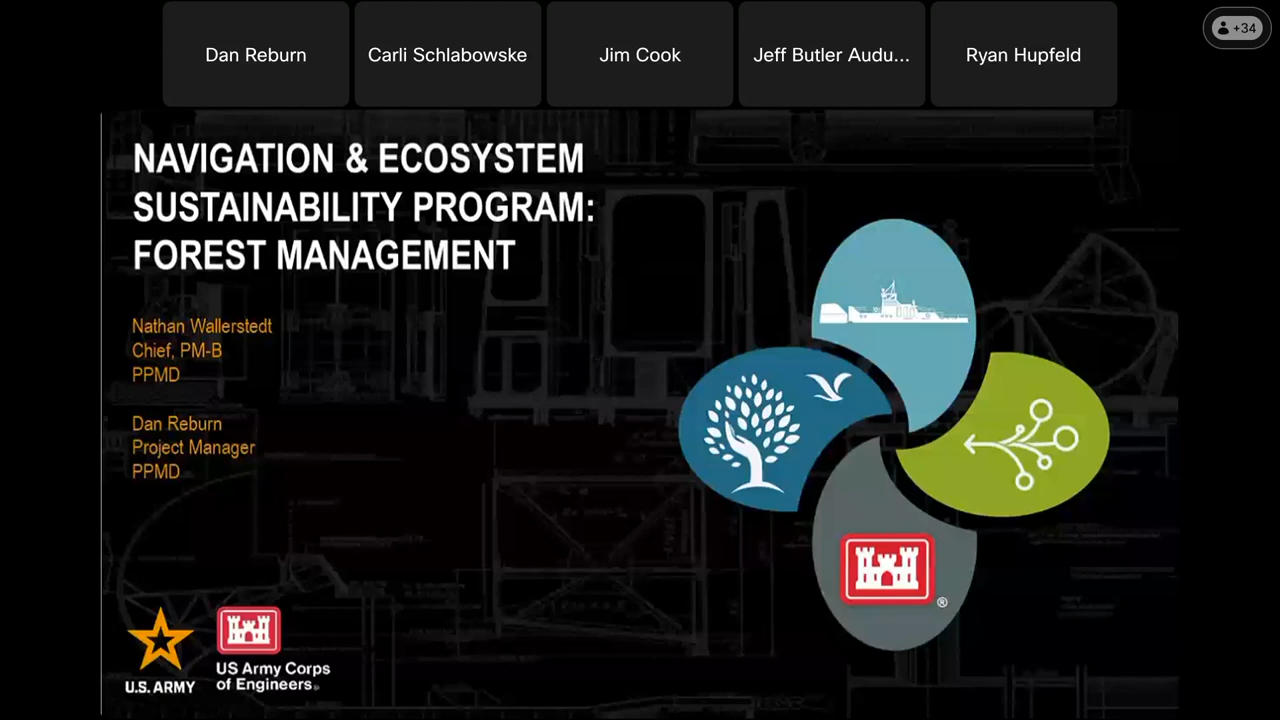 Dan Reburn
Carli Schlabowske
Jim Cook
Jeff Butler Audu...
Ryan Hupfeld
+34
NAVIGATION & ECOSYSTEM
SUSTAINABILITY PROGRAM:
FOREST MANAGEMENT
Nathan Wallerstedt
Chief, PM-B
PPMD
Dan Reburn
Project Manager
PPMD
®
U.S. ARMY
US Army Corps
of Engineers®